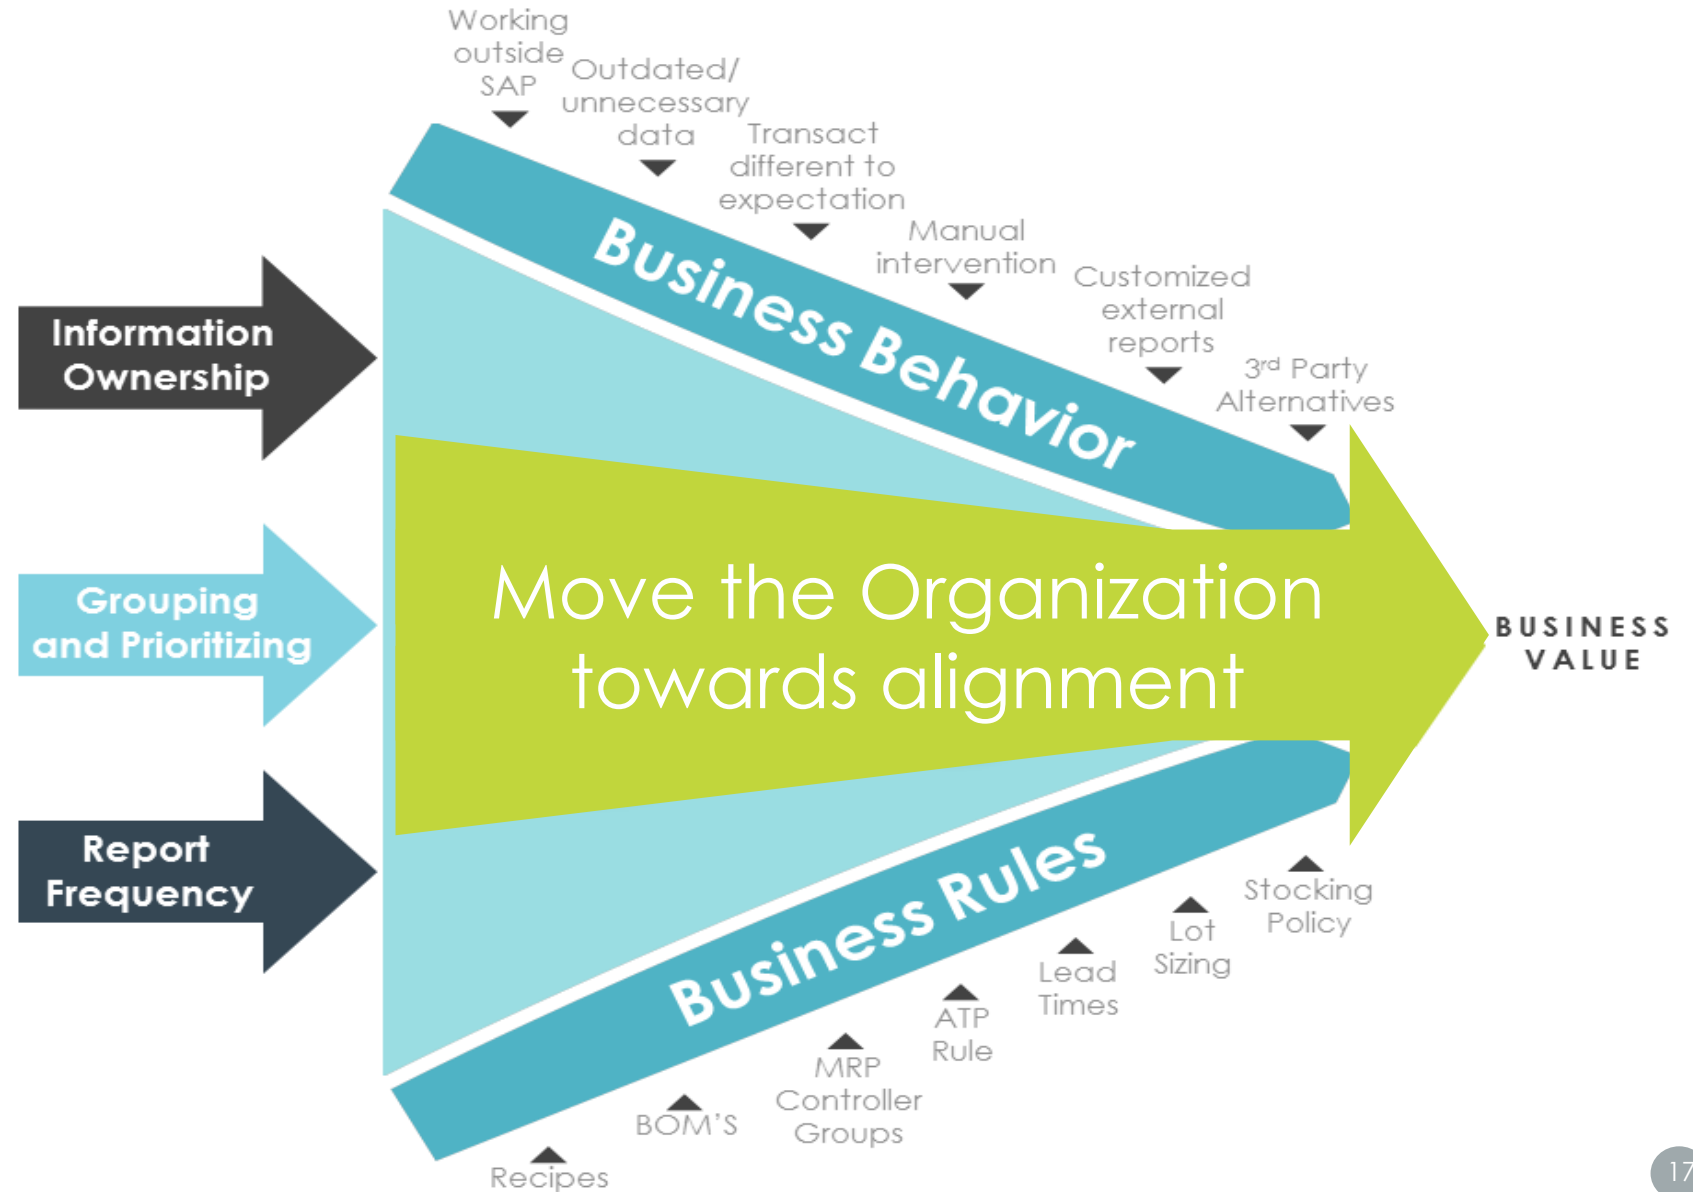 Working
outside
SAP
Outdated/
unnecessary
data
Transact
different to
expectation
Manual
intervention
Customized
external
reports
3rd Party
Alternatives
Business Behavior
Information
Ownership
Grouping
and Prioritizing
Report
Frequency
Move the Organization
towards alignment
BUSINESS
VALUE
Business Rules
Recipes
BOM'S
MRP
Controller
Groups
ATP
Rule
Lead
Times
Lot
Sizing
Stocking
Policy
17